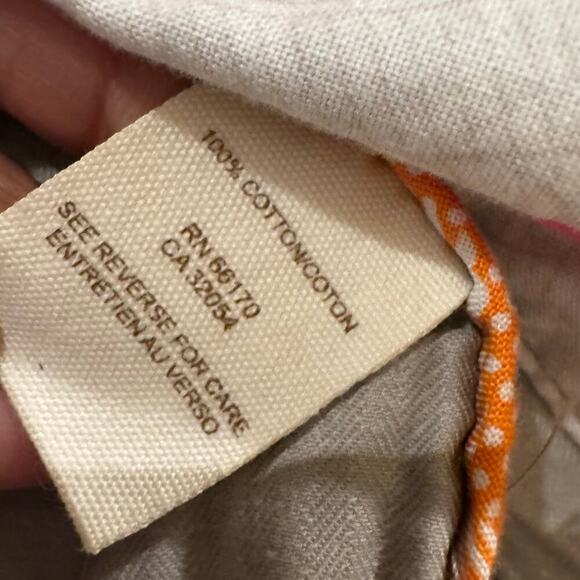 100% COTTON/COTON
RN 66170
CA 32054
SEE REVERSE FOR CARE
ENTRETIEN AU VERSO